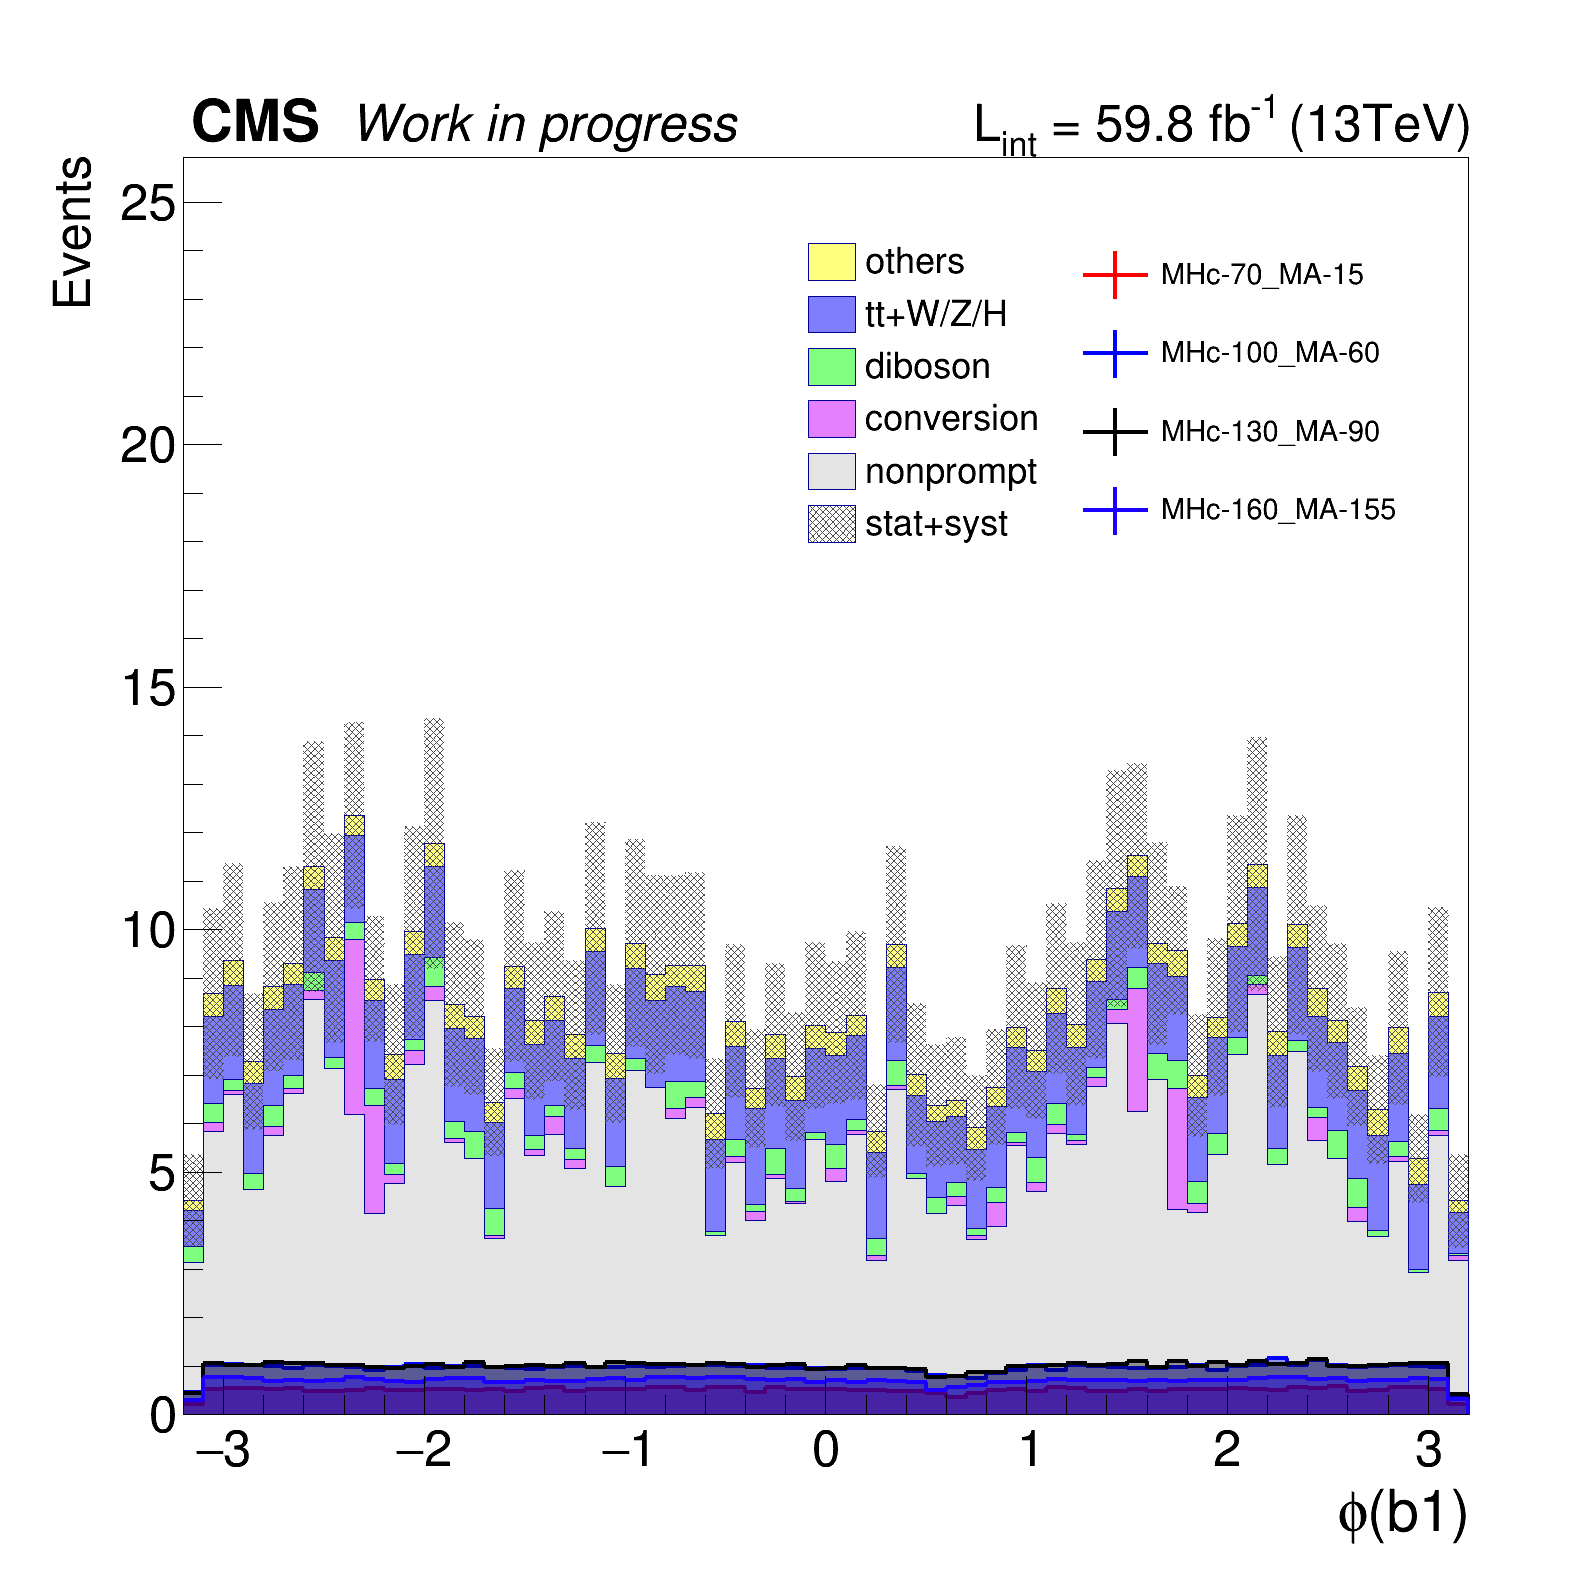 CMS Work in progress
L_int = 59.8 fb^-1 (13TeV)
Events
25
20
15
10
5
0
others
tt+W/Z/H
diboson
conversion
nonprompt
stat+syst
MHc-70_MA-15
MHc-100_MA-60
MHc-130_MA-90
MHc-160_MA-155
−3 −2 −1 0 1 2 3
ϕ(b1)